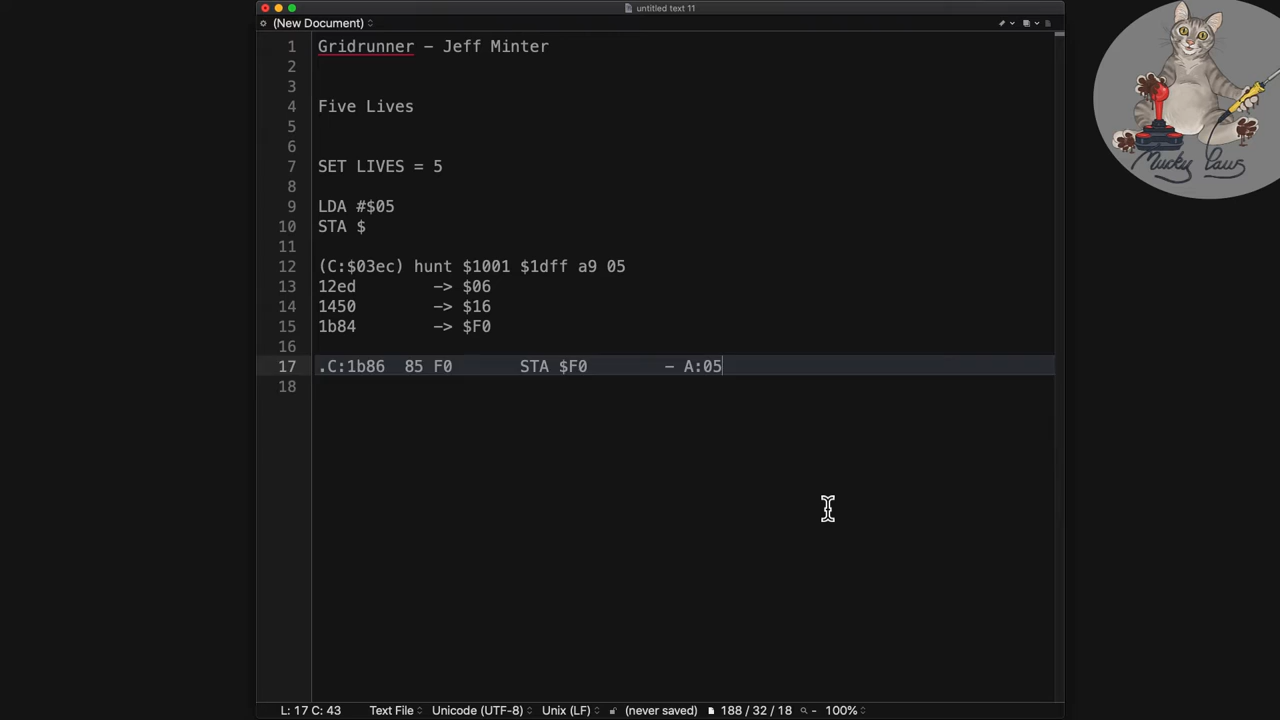 untitled text 11
(New Document)
1 Gridrunner – Jeff Minter
2
3
4 Five Lives
5
6
7 SET LIVES = 5
8
9 LDA #$05
10 STA $
11
12 (C:$03ec) hunt $1001 $1dff a9 05
13 12ed -> $06
14 1450 -> $16
15 1b84 -> $F0
16
17 .C:1b86 85 F0 STA $F0 - A:05
18
L: 17 C: 43 Text File Unicode (UTF-8) Unix (LF) (never saved) 188 / 32 / 18 100%
Mucky Paws